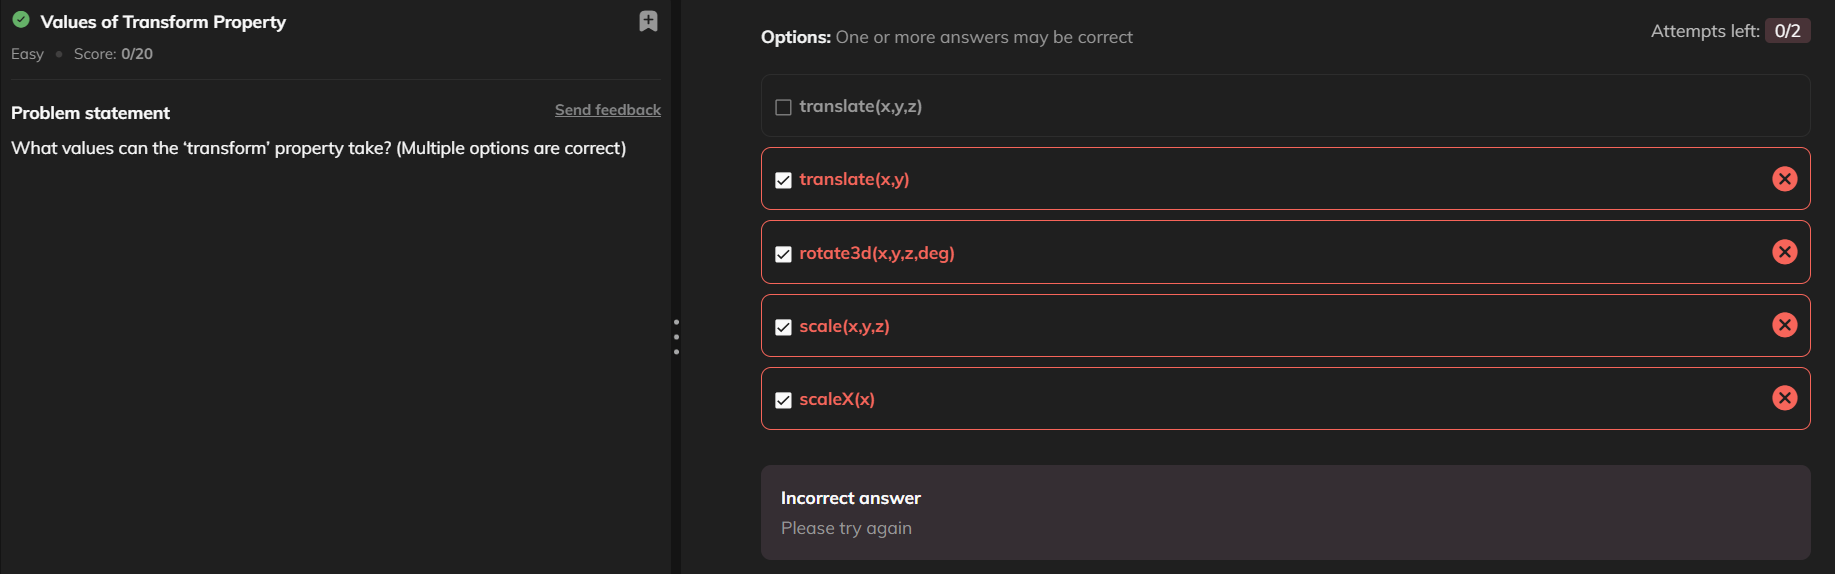 Values of Transform Property
Easy • Score: 0/20
Problem statement
Send feedback
What values can the ‘transform’ property take? (Multiple options are correct)
Options: One or more answers may be correct
Attempts left: 0/2
translate(x,y,z)
translate(x,y)
rotate3d(x,y,z,deg)
scale(x,y,z)
scaleX(x)
Incorrect answer
Please try again